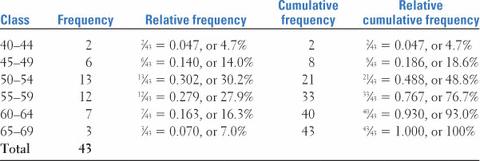 Cumulative Relative
Class Frequency Relative frequency frequency cumulative frequency
40–44 2 2/43 = 0.047, or 4.7% 2 2/43 = 0.047, or 4.7%
45–49 6 6/43 = 0.140, or 14.0% 8 8/43 = 0.186, or 18.6%
50–54 13 13/43 = 0.302, or 30.2% 21 21/43 = 0.488, or 48.8%
55–59 12 12/43 = 0.279, or 27.9% 33 33/43 = 0.767, or 76.7%
60–64 7 7/43 = 0.163, or 16.3% 40 40/43 = 0.930, or 93.0%
65–69 3 3/43 = 0.070, or 7.0% 43 43/43 = 1.000, or 100%
Total 43